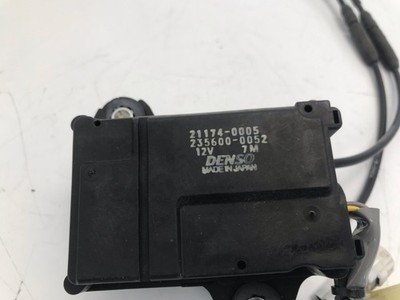 21174-0005
235600-0052
12V 7M
DENSO
MADE IN JAPAN